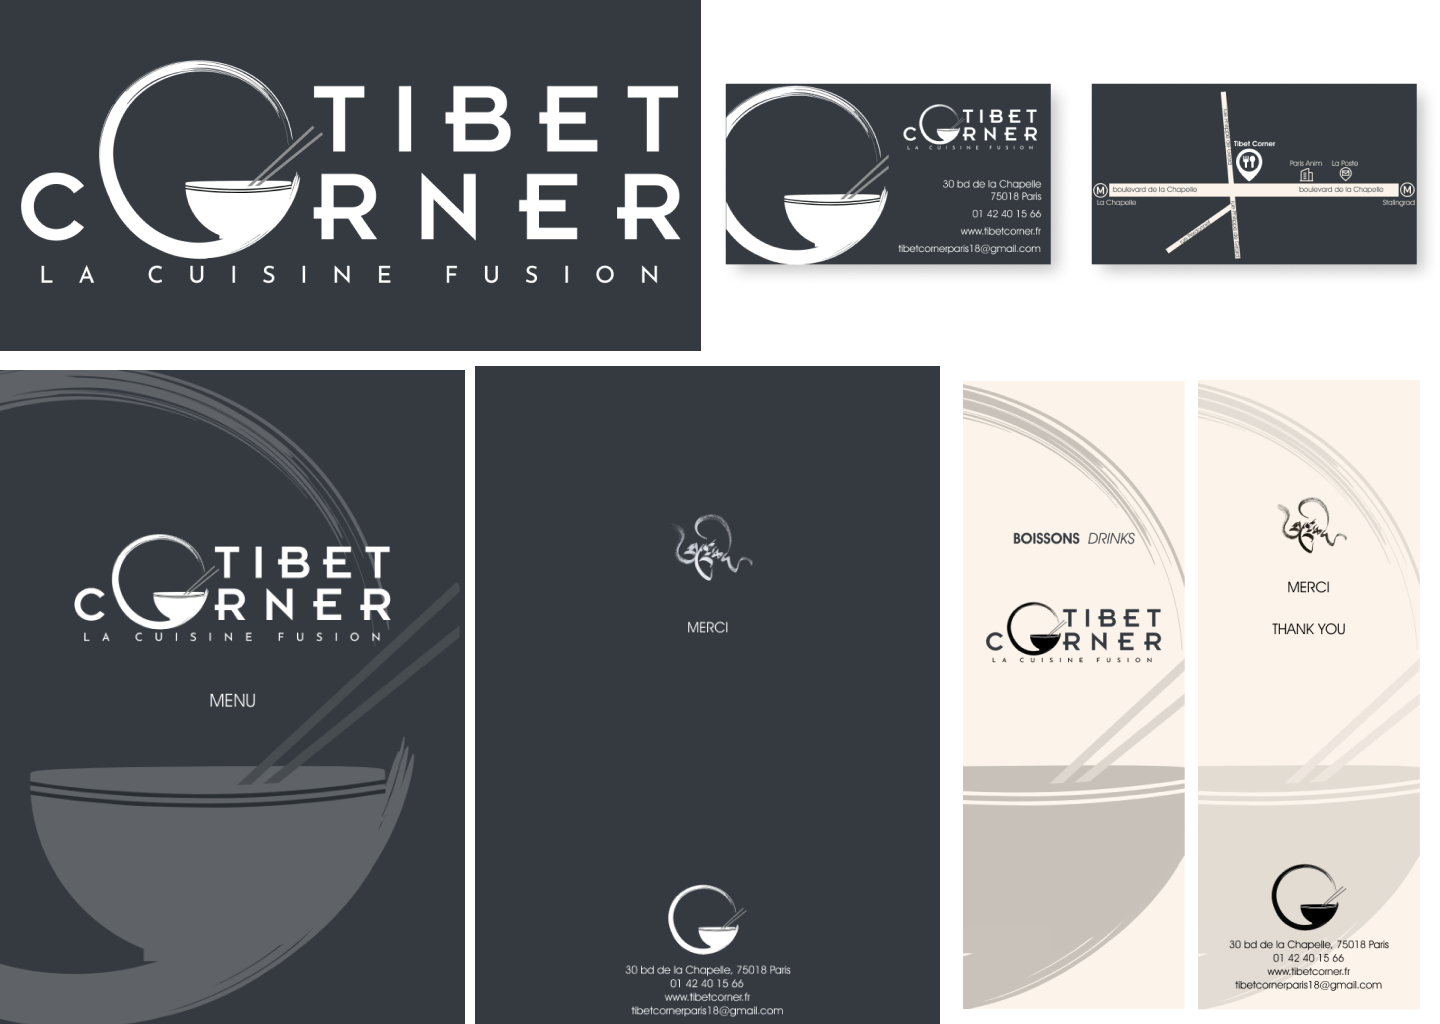 TIBET
CORNER
LA CUISINE FUSION
TIBET
CORNER
LA CUISINE FUSION
30 bd de la Chapelle
75018 Paris
01 42 40 15 66
www.tibetcorner.fr
tibetcornerparis18@gmail.com
Tibet Corner
Paris Anim
La Poste
M
boulevard de la Chapelle
boulevard de la Chapelle
M
La Chapelle
Stalingrad
TIBET
CORNER
LA CUISINE FUSION
MENU
MERCI
30 bd de la Chapelle, 75018 Paris
01 42 40 15 66
www.tibetcorner.fr
tibetcornerparis18@gmail.com
BOISSONS DRINKS
TIBET
CORNER
LA CUISINE FUSION
MERCI
THANK YOU
30 bd de la Chapelle, 75018 Paris
01 42 40 15 66
www.tibetcorner.fr
tibetcornerparis18@gmail.com